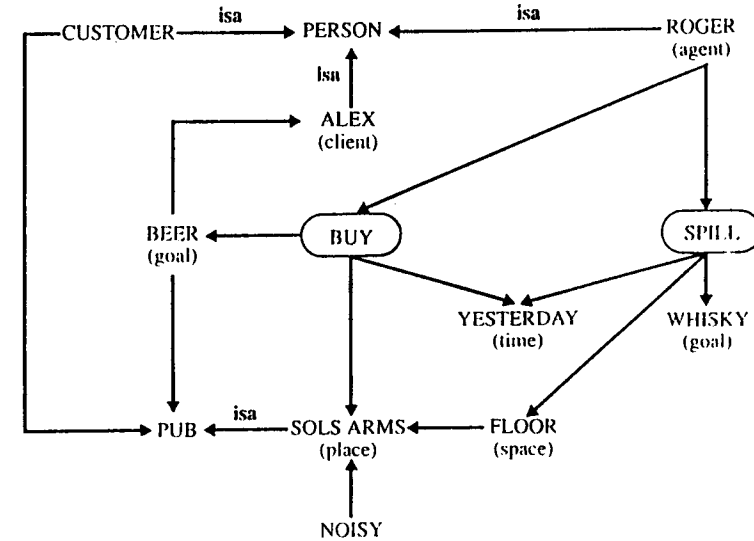 isa
isa
CUSTOMER
PERSON
ROGER
(agent)
isa
ALEX
(client)
BEER
(goal)
BUY
SPILL
YESTERDAY
(time)
WHISKY
(goal)
isa
PUB
SOLS ARMS
(place)
FLOOR
(space)
NOISY